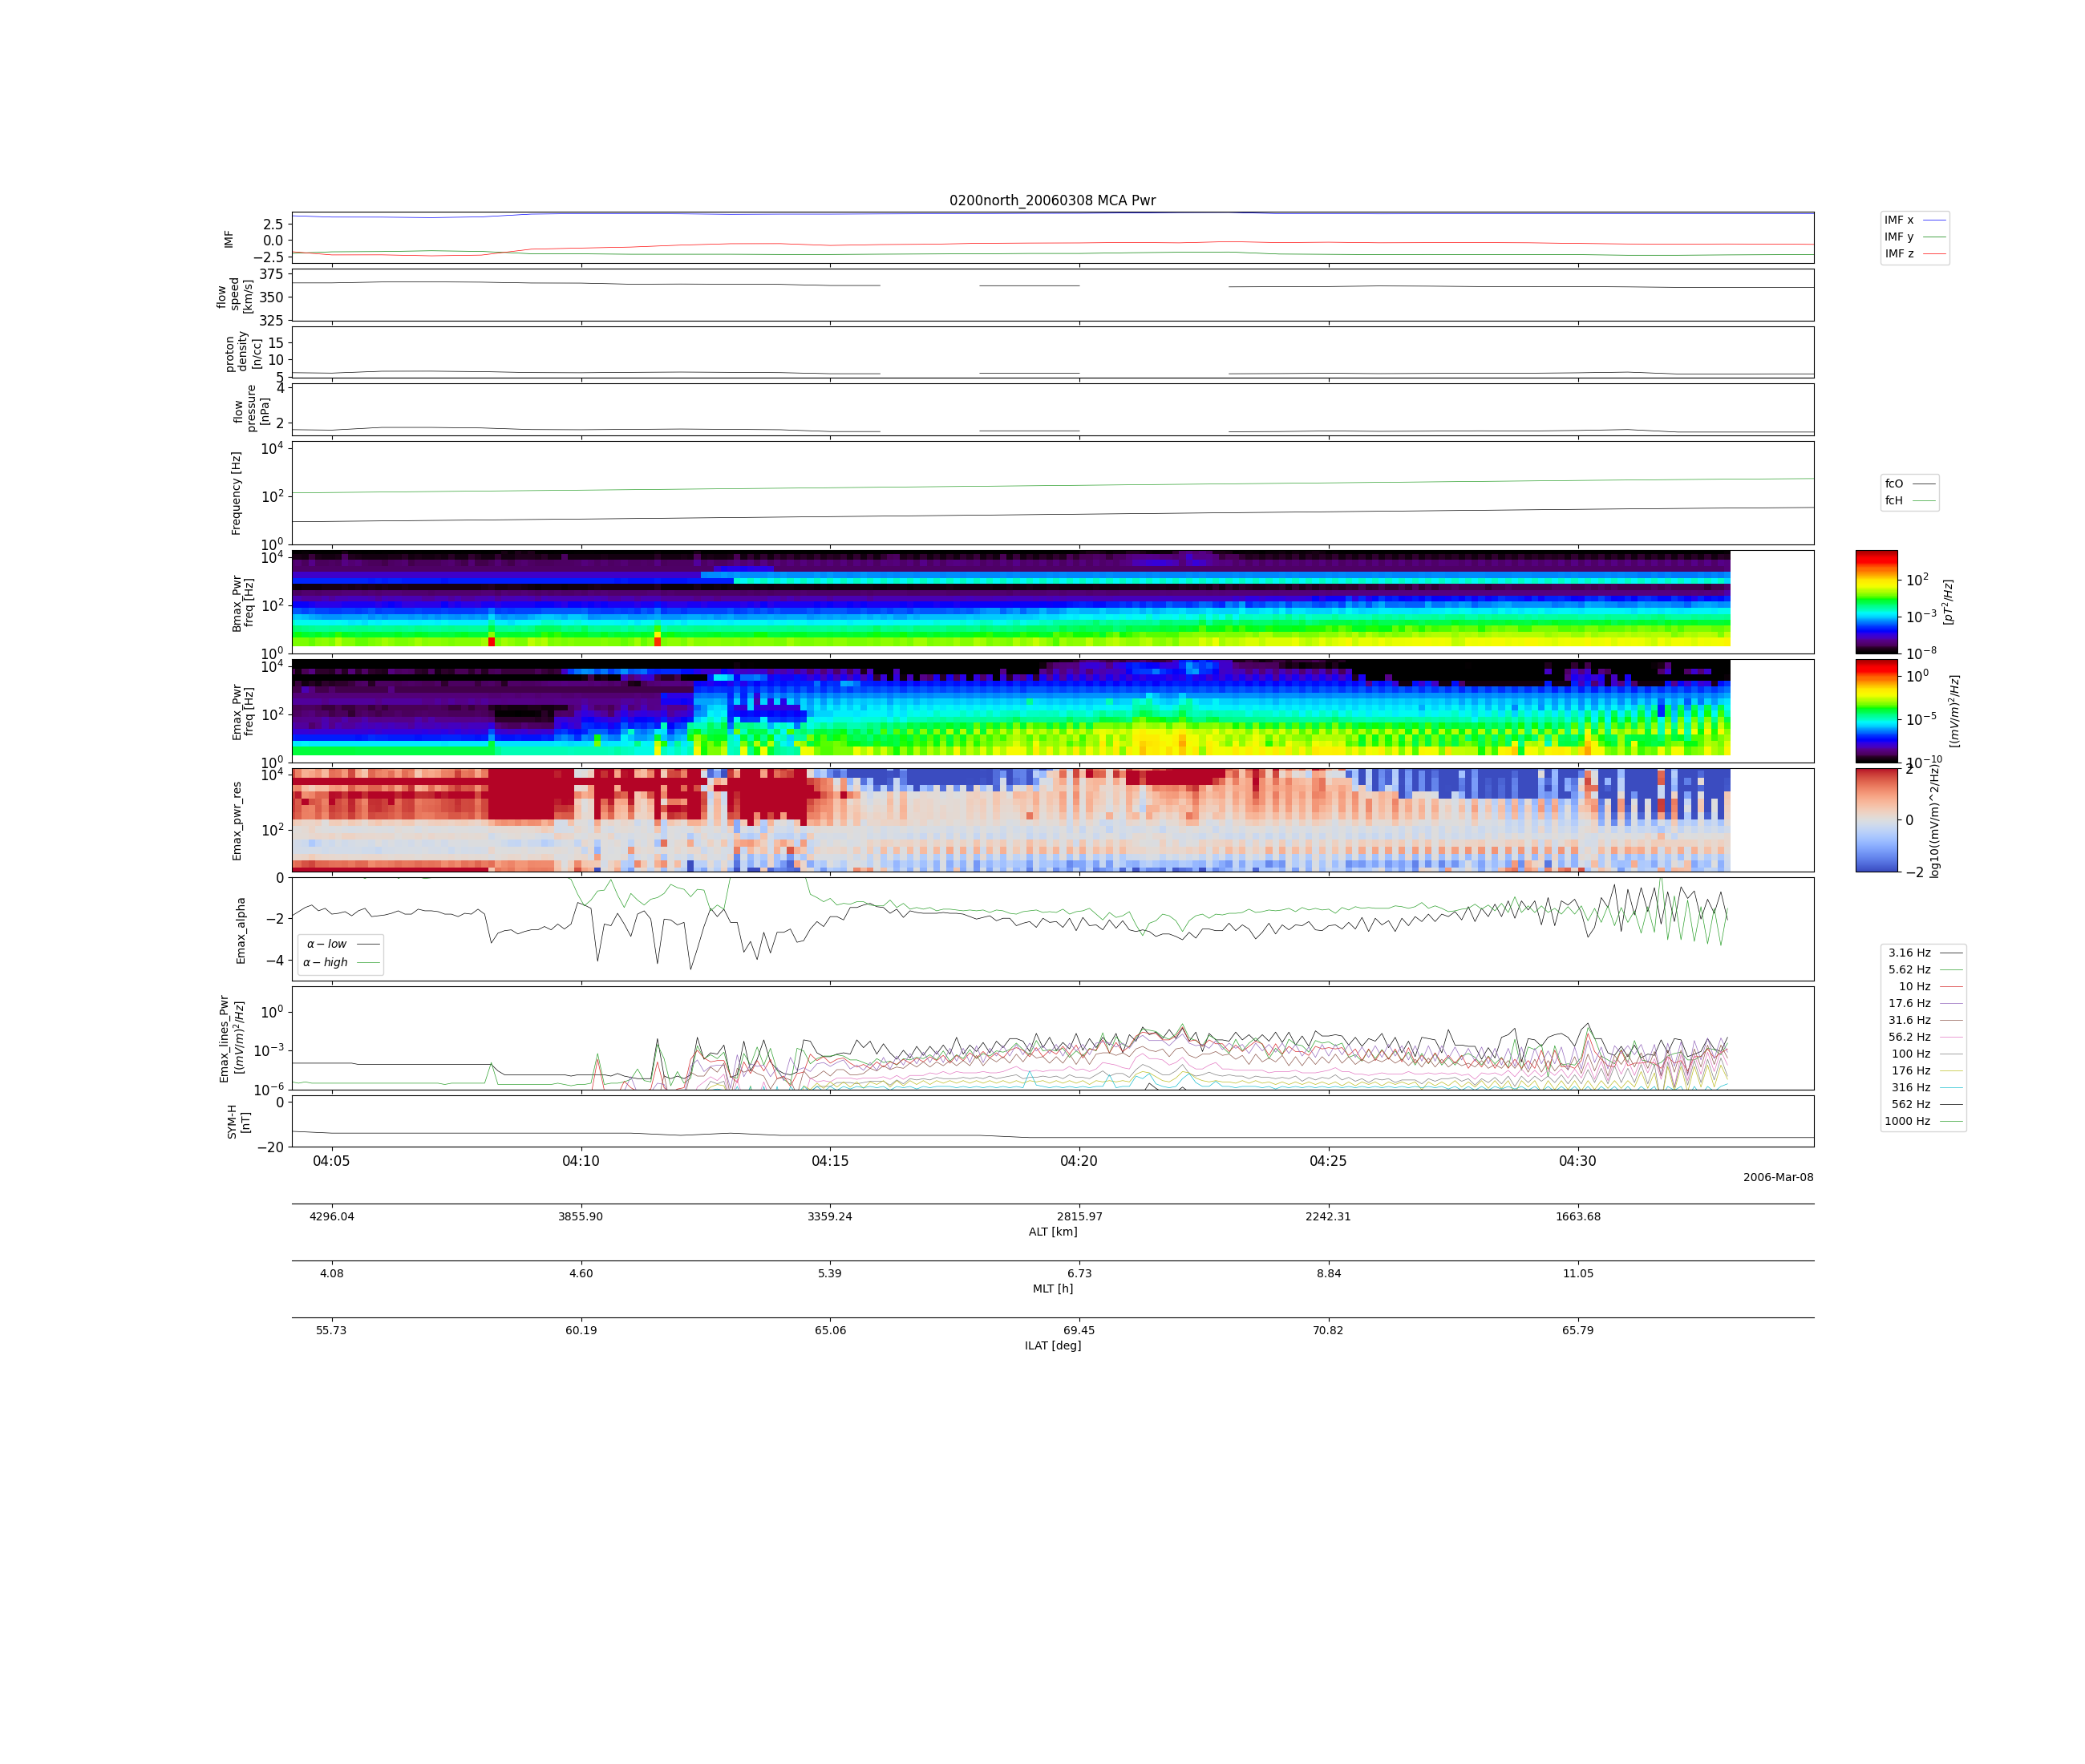 0200north_20060308 MCA Pwr
IMF
2.5
0.0
−2.5
IMF x
IMF y
IMF z
flow
speed
[km/s]
375
350
325
proton
density
[n/cc]
15
10
5
flow
pressure
[nPa]
4
2
Frequency [Hz]
10^4
10^2
10^0
fcO
fcH
Bmax_Pwr
freq [Hz]
10^4
10^2
10^0
10^2
10^−3
10^−8
[pT^2/Hz]
Emax_Pwr
freq [Hz]
10^4
10^2
10^0
10^0
10^−5
10^−10
[(mV/m)^2/Hz]
Emax_pwr_res
10^4
10^2
2
0
−2
log10((mV/m)^2/Hz)
Emax_alpha
0
−2
−4
α − low
α − high
Emax_lines_Pwr
[(mV/m)^2/Hz]
10^0
10^−3
10^−6
3.16 Hz
5.62 Hz
10 Hz
17.6 Hz
31.6 Hz
56.2 Hz
100 Hz
176 Hz
316 Hz
562 Hz
1000 Hz
SYM-H
[nT]
0
−20
04:05 04:10 04:15 04:20 04:25 04:30
2006-Mar-08
4296.04 3855.90 3359.24 2815.97 2242.31 1663.68
ALT [km]
4.08 4.60 5.39 6.73 8.84 11.05
MLT [h]
55.73 60.19 65.06 69.45 70.82 65.79
ILAT [deg]